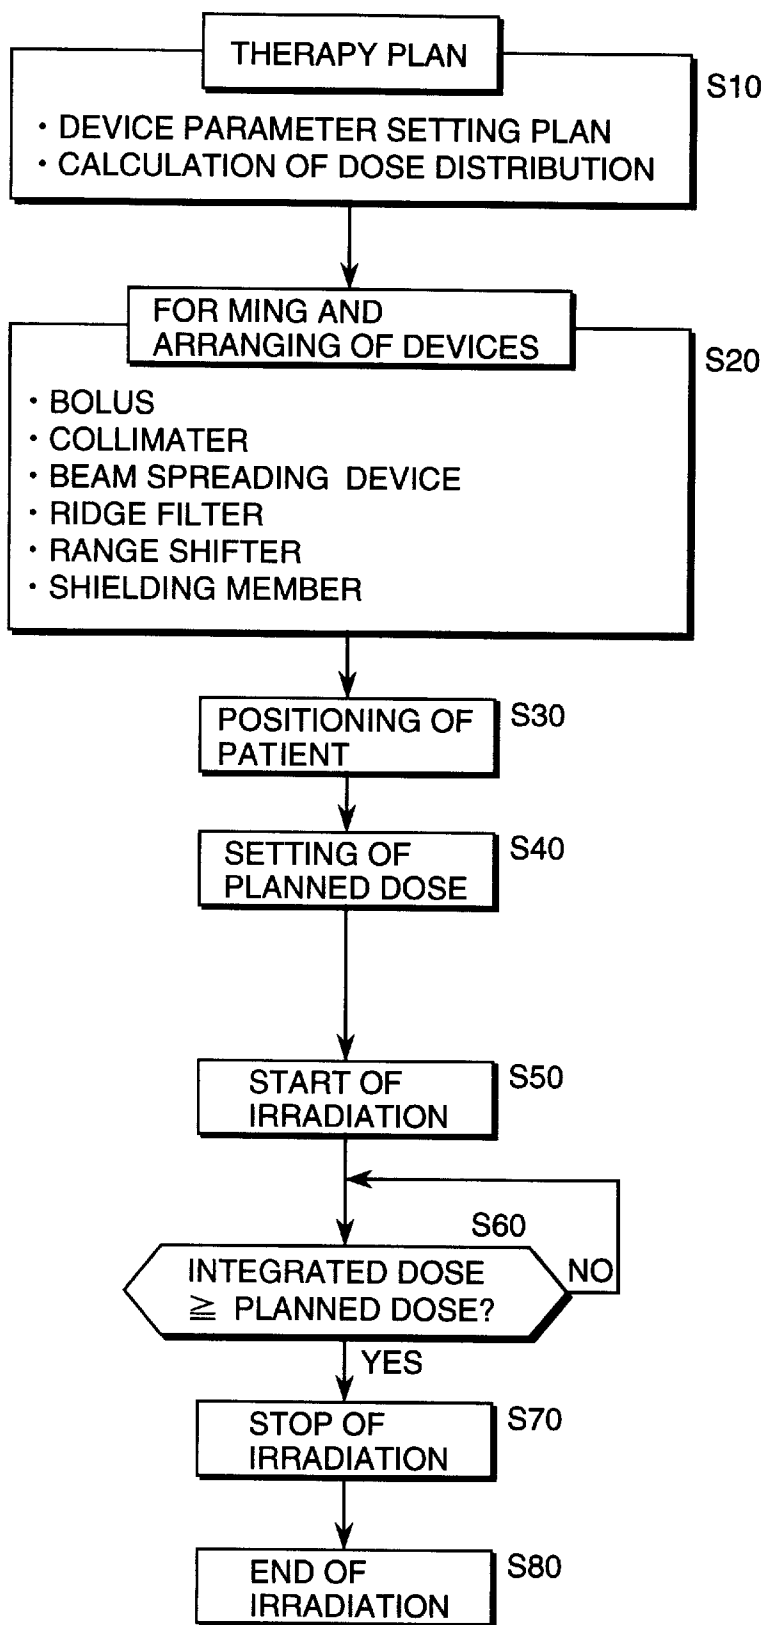 THERAPY PLAN
S10
・DEVICE PARAMETER SETTING PLAN
・CALCULATION OF DOSE DISTRIBUTION
FOR MING AND
ARRANGING OF DEVICES
S20
・BOLUS
・COLLIMATER
・BEAM SPREADING DEVICE
・RIDGE FILTER
・RANGE SHIFTER
・SHIELDING MEMBER
POSITIONING OF
PATIENT
S30
SETTING OF
PLANNED DOSE
S40
START OF
IRRADIATION
S50
S60
INTEGRATED DOSE
≧ PLANNED DOSE?
NO
YES
STOP OF
IRRADIATION
S70
END OF
IRRADIATION
S80